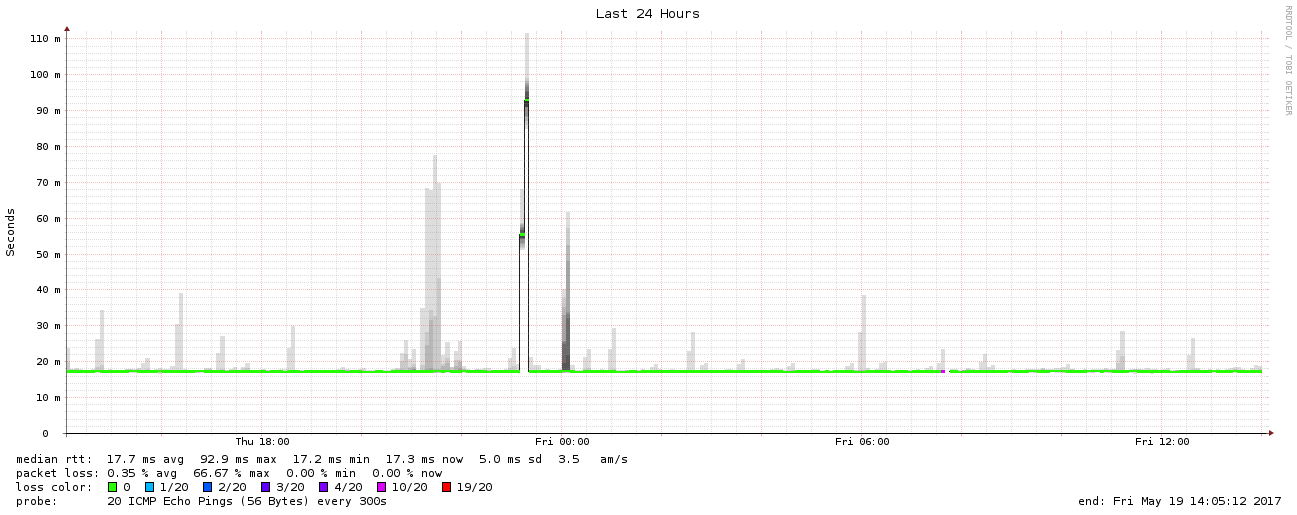 Last 24 Hours
RRDTOOL / TOBI OETIKER
Seconds
110 m
100 m
90 m
80 m
70 m
60 m
50 m
40 m
30 m
20 m
10 m
0
Thu 18:00 Fri 00:00 Fri 06:00 Fri 12:00
median rtt: 17.7 ms avg 92.9 ms max 17.2 ms min 17.3 ms now 5.0 ms sd 3.5 am/s
packet loss: 0.35 % avg 66.67 % max 0.00 % min 0.00 % now
loss color: 0 1/20 2/20 3/20 4/20 10/20 19/20
probe: 20 ICMP Echo Pings (56 Bytes) every 300s end: Fri May 19 14:05:12 2017